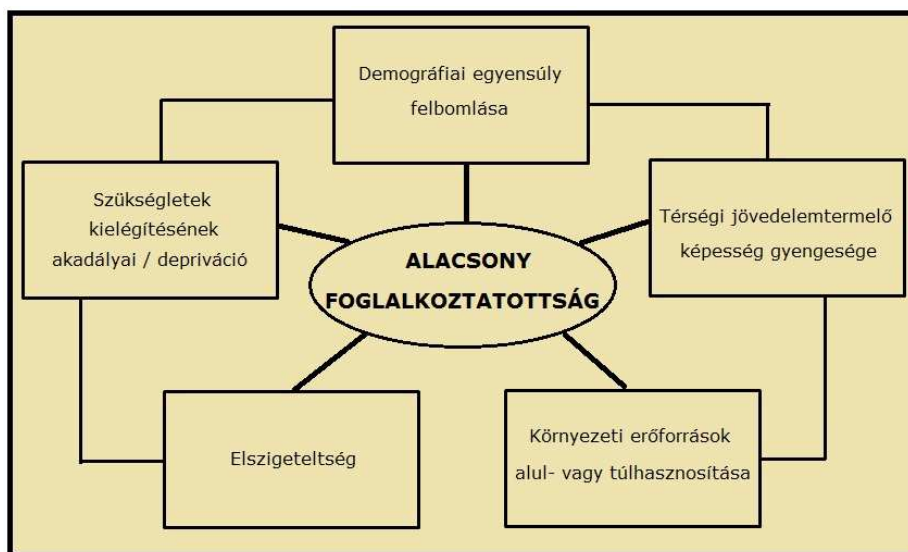 Demográfiai egyensúly
felbomlása
Szükségletek
kielégítésének
akadályai / depriváció
Térségi jövedelemtermelő
képesség gyengesége
ALACSONY
FOGLALKOZTATOTTSÁG
Elszigeteltség
Környezeti erőforrások
alul- vagy túlhasznosítása